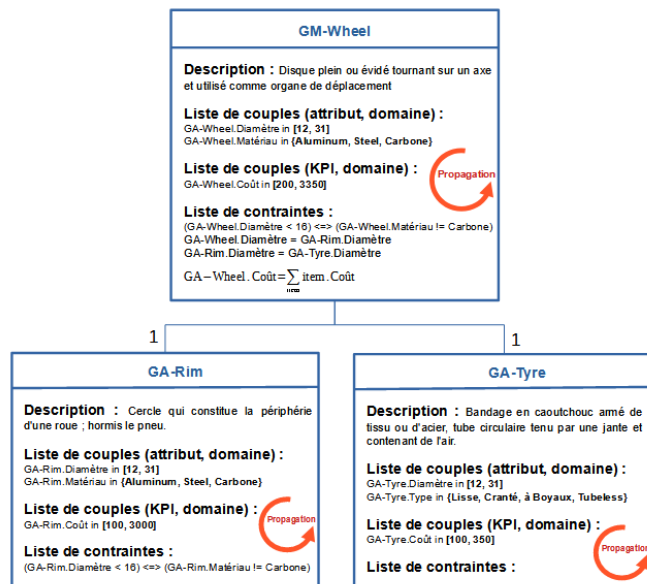 GM-Wheel
Description : Disque plein ou évidé tournant sur un axe
et utilisé comme organe de déplacement
Liste de couples (attribut, domaine) :
GA-Wheel.Diamètre in [12, 31]
GA-Wheel.Matériau in {Aluminum, Steel, Carbone}
Liste de couples (KPI, domaine) :
GA-Wheel.Coût in [200, 3350]
Propagation
Liste de contraintes :
(GA-Wheel.Diamètre < 16) <=> (GA-Wheel.Matériau != Carbone)
GA-Wheel.Diamètre = GA-Rim.Diamètre
GA-Rim.Diamètre = GA-Tyre.Diamètre
GA−Wheel.Coût=∑ item.Coût
1
1
GA-Rim
Description : Cercle qui constitue la périphérie
d'une roue ; hormis le pneu.
Liste de couples (attribut, domaine) :
GA-Rim.Diamètre in [12, 31]
GA-Rim.Matériau in {Aluminum, Steel, Carbone}
Liste de couples (KPI, domaine) :
GA-Rim.Coût in [100, 3000]
Propagation
Liste de contraintes :
(GA-Rim.Diamètre < 16) <=> (GA-Rim.Matériau != Carbone)
GA-Tyre
Description : Bandage en caoutchouc armé de
tissu ou d'acier, tube circulaire tenu par une jante et
contenant de l'air.
Liste de couples (attribut, domaine) :
GA-Tyre.Diamètre in [12, 31]
GA-Tyre.Type in {Lisse, Cranté, à Boyaux, Tubeless}
Liste de couples (KPI, domaine) :
GA-Tyre.Coût in [100, 350]
Propagation
Liste de contraintes :